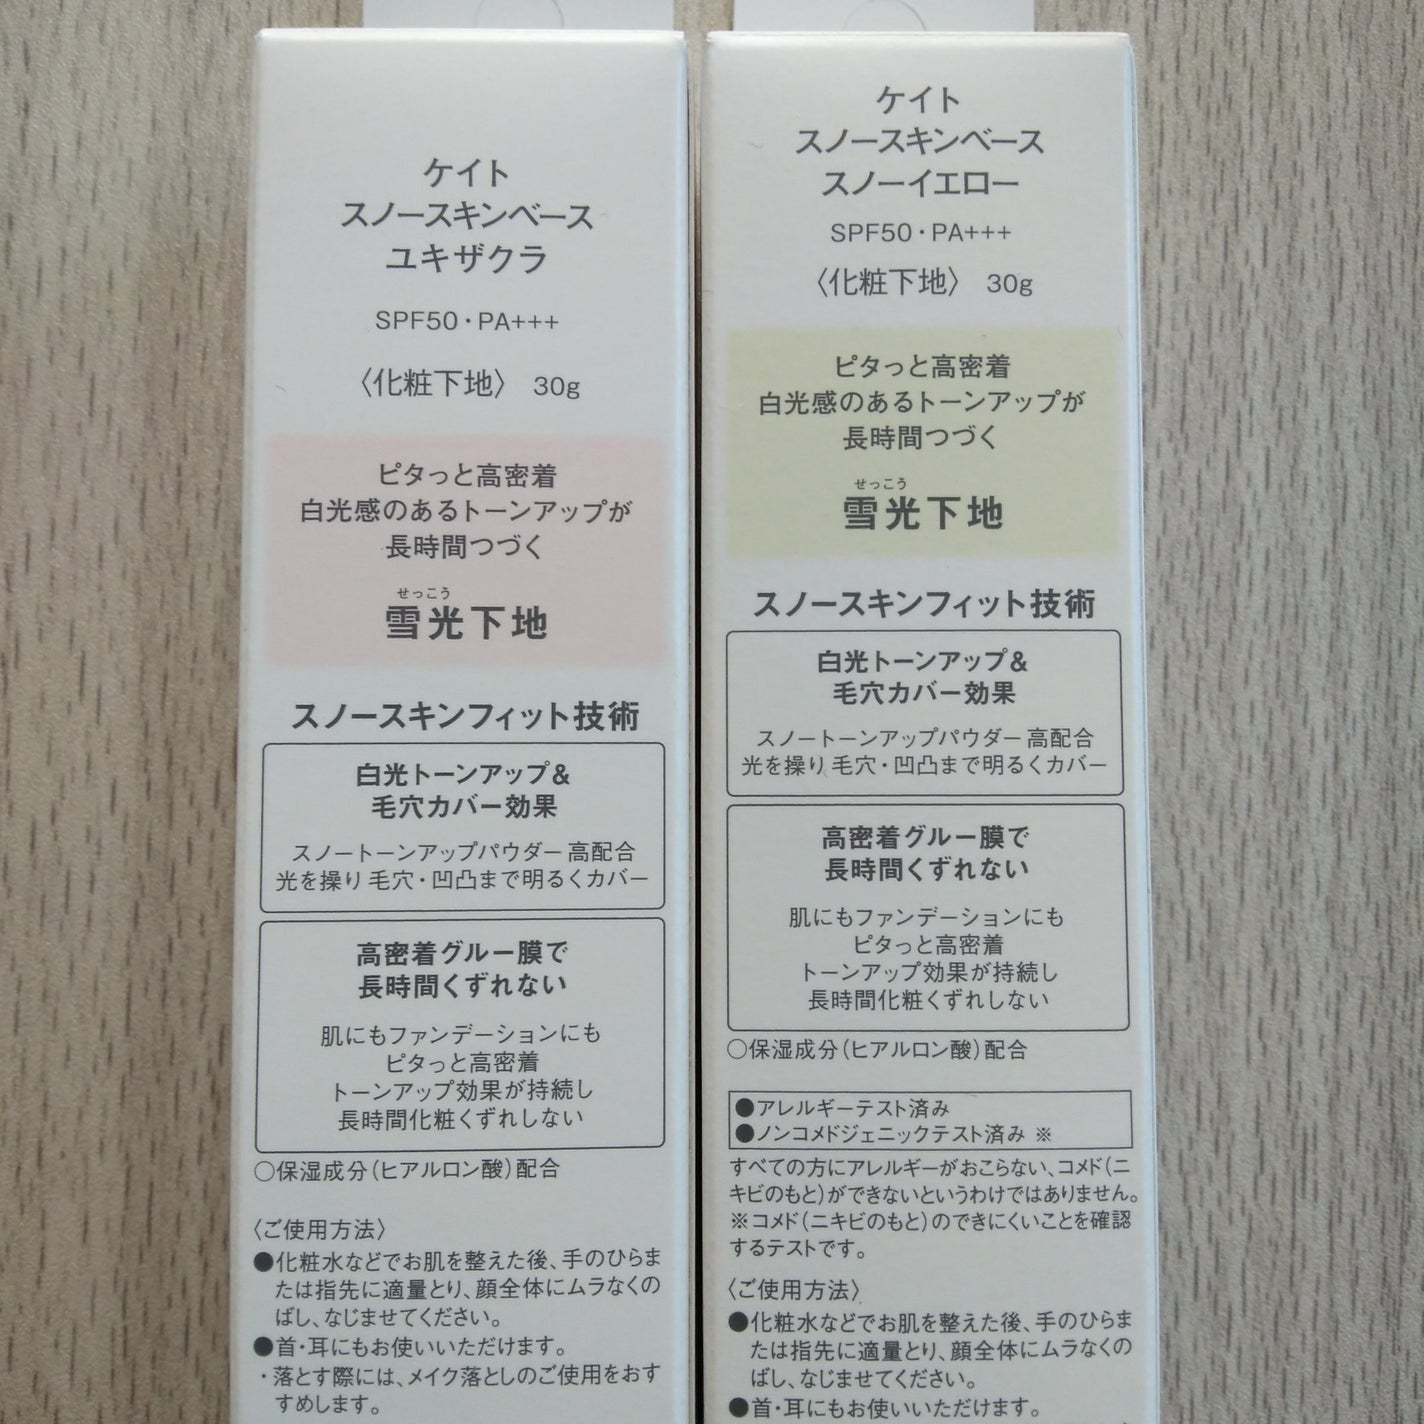 ケイト
スノースキンベース
ユキザクラ
SPF50・PA+++
〈化粧下地〉 30g
ピタっと高密着
白光感のあるトーンアップが
長時間つづく
せっこう
雪光下地
スノースキンフィット技術
白光トーンアップ&
毛穴カバー効果
スノートーンアップパウダー 高配合
光を操り 毛穴・凹凸まで明るくカバー
高密着グルー膜で
長時間くずれない
肌にもファンデーションにも
ピタっと高密着
トーンアップ効果が持続し
長時間化粧くずれしない
○保湿成分(ヒアルロン酸)配合
〈ご使用方法〉
●化粧水などでお肌を整えた後、手のひらま
たは指先に適量とり、顔全体にムラなくの
ばし、なじませてください。
●首・耳にもお使いいただけます。
・落とす際には、メイク落としのご使用をおす
すめします。
ケイト
スノースキンベース
スノーイエロー
SPF50・PA+++
〈化粧下地〉 30g
ピタっと高密着
白光感のあるトーンアップが
長時間つづく
せっこう
雪光下地
スノースキンフィット技術
白光トーンアップ&
毛穴カバー効果
スノートーンアップパウダー 高配合
光を操り 毛穴・凹凸まで明るくカバー
高密着グルー膜で
長時間くずれない
肌にもファンデーションにも
ピタっと高密着
トーンアップ効果が持続し
長時間化粧くずれしない
○保湿成分(ヒアルロン酸)配合
●アレルギーテスト済み
●ノンコメドジェニックテスト済み ※
すべての方にアレルギーがおこらない、コメド(ニ
キビのもと)ができないというわけではありません。
※コメド(ニキビのもと)のできにくいことを確認
するテストです。
〈ご使用方法〉
●化粧水などでお肌を整えた後、手のひらま
たは指先に適量とり、顔全体にムラなくの
ばし、なじませてください。
●首・耳にもお使いいただけます。